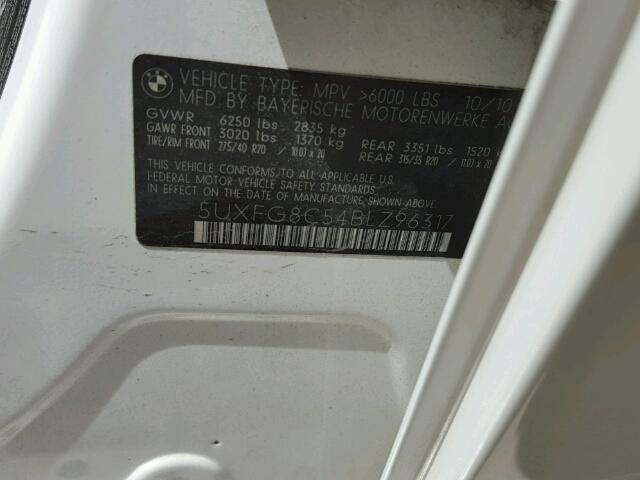 BMW
VEHICLE TYPE: MPV >6000 LBS 10/10
MFD BY BAYERISCHE MOTORENWERKE
GVWR 6250 lbs 2835 kg
GAWR FRONT 3020 lbs 1370 kg REAR 3351 lbs 1520
TIRE/RIM FRONT 275/40 R20 / 10.0J x 20 REAR 315/35 R20 / 11.0J x 20
THIS VEHICLE CONFORMS TO ALL APPLICABLE U.S.
FEDERAL MOTOR VEHICLE SAFETY STANDARDS IN
EFFECT ON THE DATE OF MANUFACTURE SHOWN ABOVE.
5UXFG8C54BLZ96317